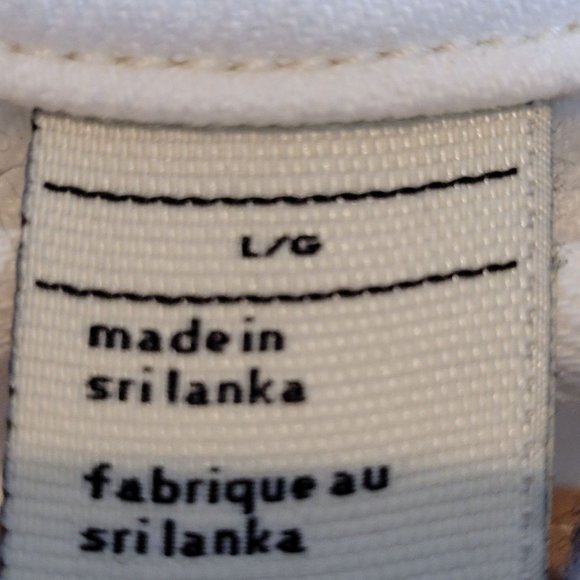 L/G
made in
sri lanka
fabrique au
sri lanka